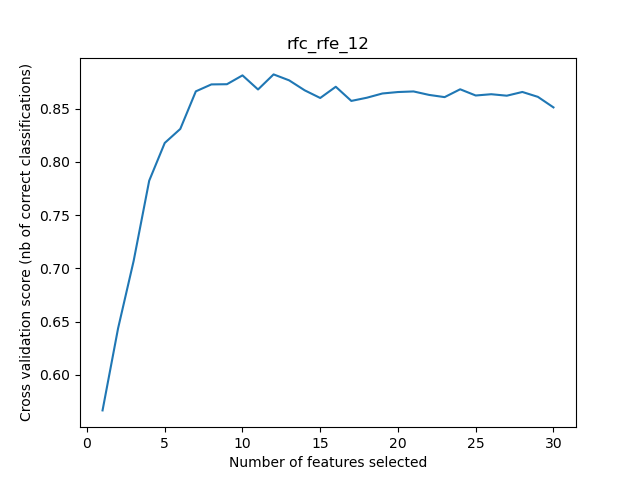 rfc_rfe_12
Cross validation score (nb of correct classifications)
0.85
0.80
0.75
0.70
0.65
0.60
0 5 10 15 20 25 30
Number of features selected